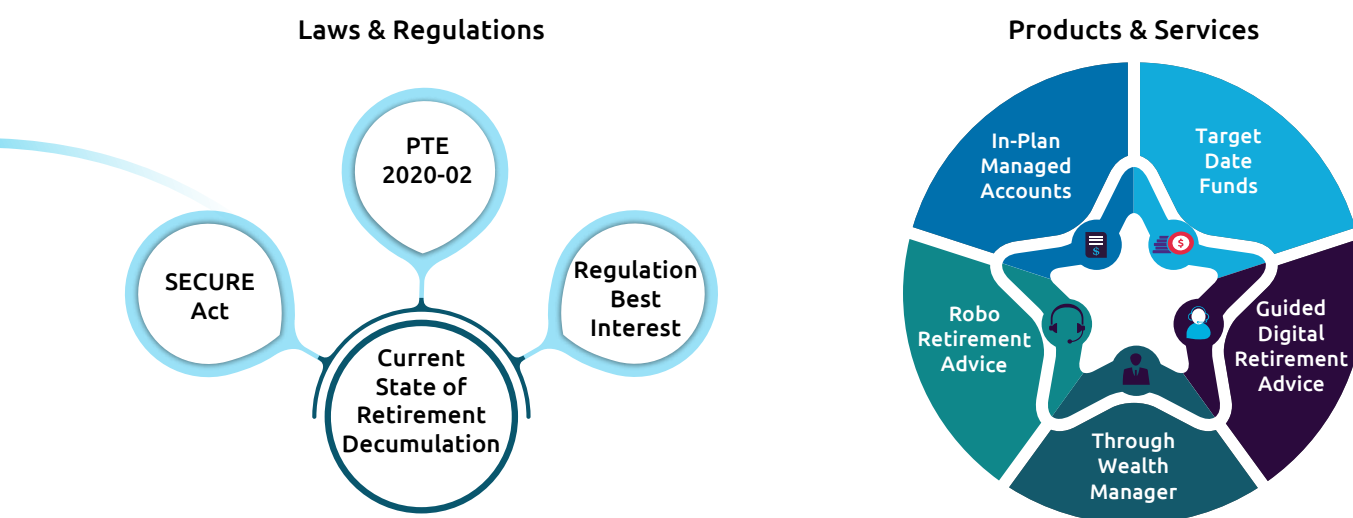 Laws & Regulations
PTE
2020-02
SECURE
Act
Regulation
Best
Interest
Current
State of
Retirement
Decumulation
Products & Services
In-Plan
Managed
Accounts
Target
Date
Funds
Robo
Retirement
Advice
Guided
Digital
Retirement
Advice
Through
Wealth
Manager
$
$